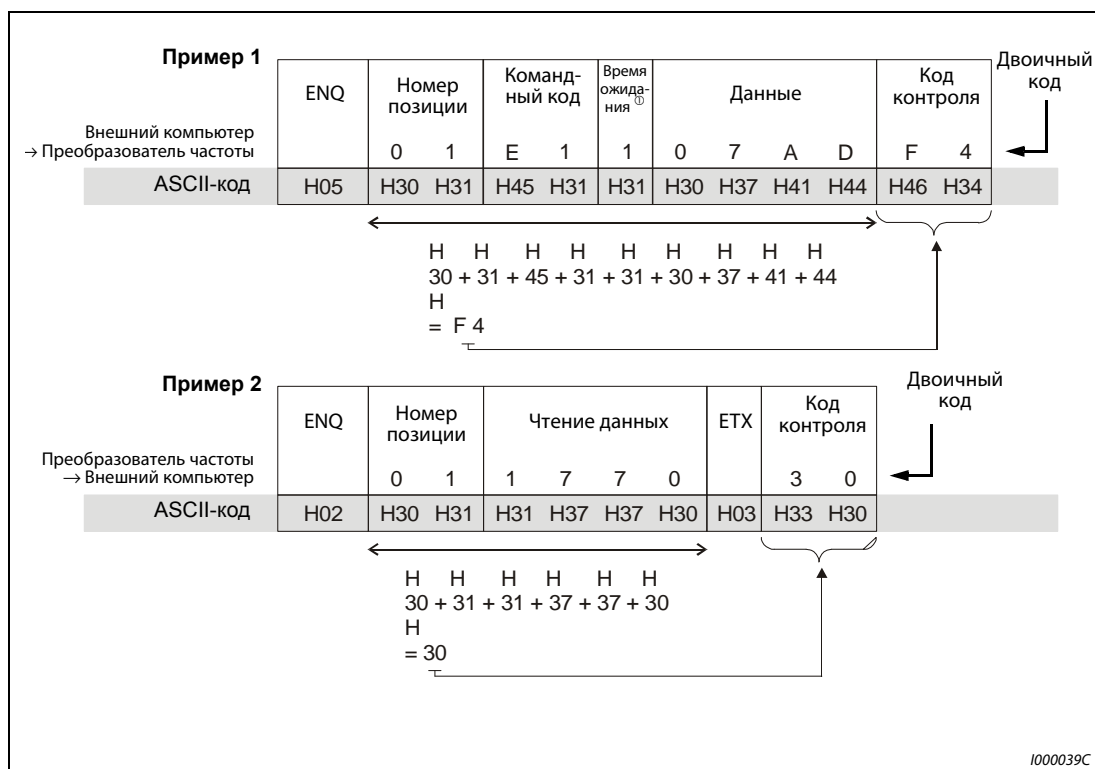 Пример 1
ENQ
Номер позиции
Команд-ный код
Время ожида-ния ①
Данные
Код контроля
Двоичный код
Внешний компьютер
→ Преобразователь частоты
0 1 E 1 1 0 7 A D F 4
ASCII-код H05 H30 H31 H45 H31 H31 H30 H37 H41 H44 H46 H34
H H H H H H H H H
30 + 31 + 45 + 31 + 31 + 30 + 37 + 41 + 44
H
= F 4
Пример 2
ENQ
Номер позиции
Чтение данных
ETX
Код контроля
Двоичный код
Преобразователь частоты
→ Внешний компьютер
0 1 1 7 7 0 3 0
ASCII-код H02 H30 H31 H31 H37 H37 H30 H03 H33 H30
H H H H H H
30 + 31 + 31 + 37 + 37 + 30
H
= 30
I000039C